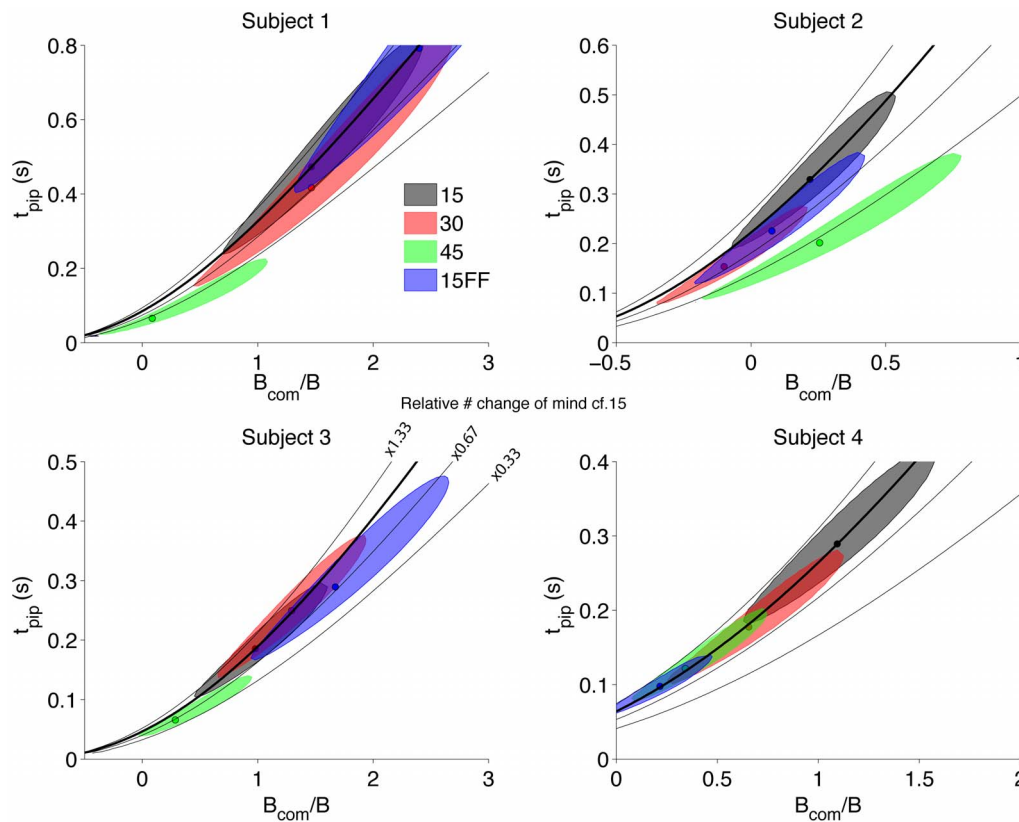 Subject 1
0.8
0.6
0.4
0.2
0
t_pip (s)
0 1 2 3
B_com/B
15
30
45
15FF
Subject 2
0.6
0.5
0.4
0.3
0.2
0.1
0
t_pip (s)
−0.5 0 0.5 1
B_com/B
Relative # change of mind cf.15
Subject 3
x1.33
x0.67
x0.33
0.5
0.4
0.3
0.2
0.1
0
t_pip (s)
0 1 2 3
B_com/B
Subject 4
0.4
0.3
0.2
0.1
0
t_pip (s)
0 0.5 1 1.5 2
B_com/B